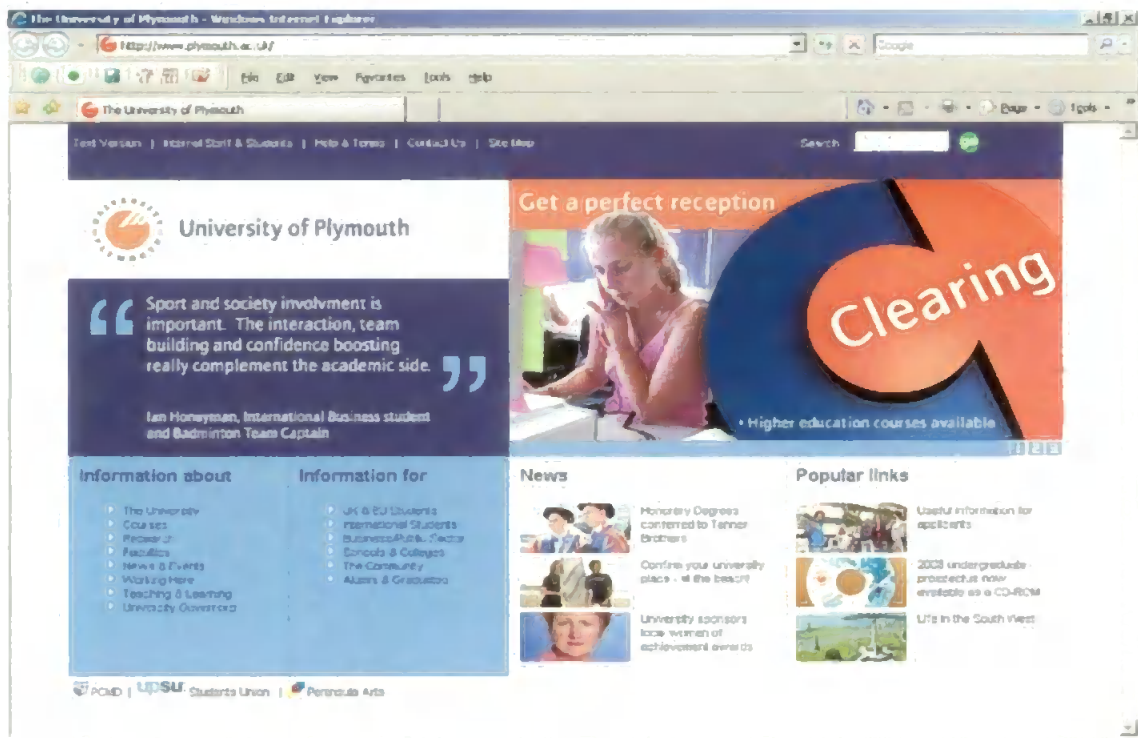 The University of Plymouth - Windows Internet Explorer
http://www.plymouth.ac.uk/
Google
File Edit View Favorites Tools Help
The University of Plymouth
Page Tools
Text Version | Internal Staff & Students | Help & Terms | Contact Us | Site Map
Search
University of Plymouth
Get a perfect reception
Clearing
• Higher education courses available
1 2 3
“ Sport and society involvment is
important. The interaction, team
building and confidence boosting
really complement the academic side. ”
Ian Honeyman, International Business student
and Badminton Team Captain
Information about
The University
Courses
Research
Faculties
News & Events
Working Here
Teaching & Learning
University Governors
Information for
UK & EU Students
International Students
Business/Public Sector
Schools & Colleges
The Community
Alumni & Graduates
News
Honorary Degrees
conferred to Tanner
Brothers
Confirm your university
place - at the beach!
University sponsors
local women of
achievement awards
Popular links
Useful information for
applicants
2008 undergraduate
prospectus now
available as a CD-ROM
Life in the South West
PCMD | UPSU Students Union | Peninsula Arts